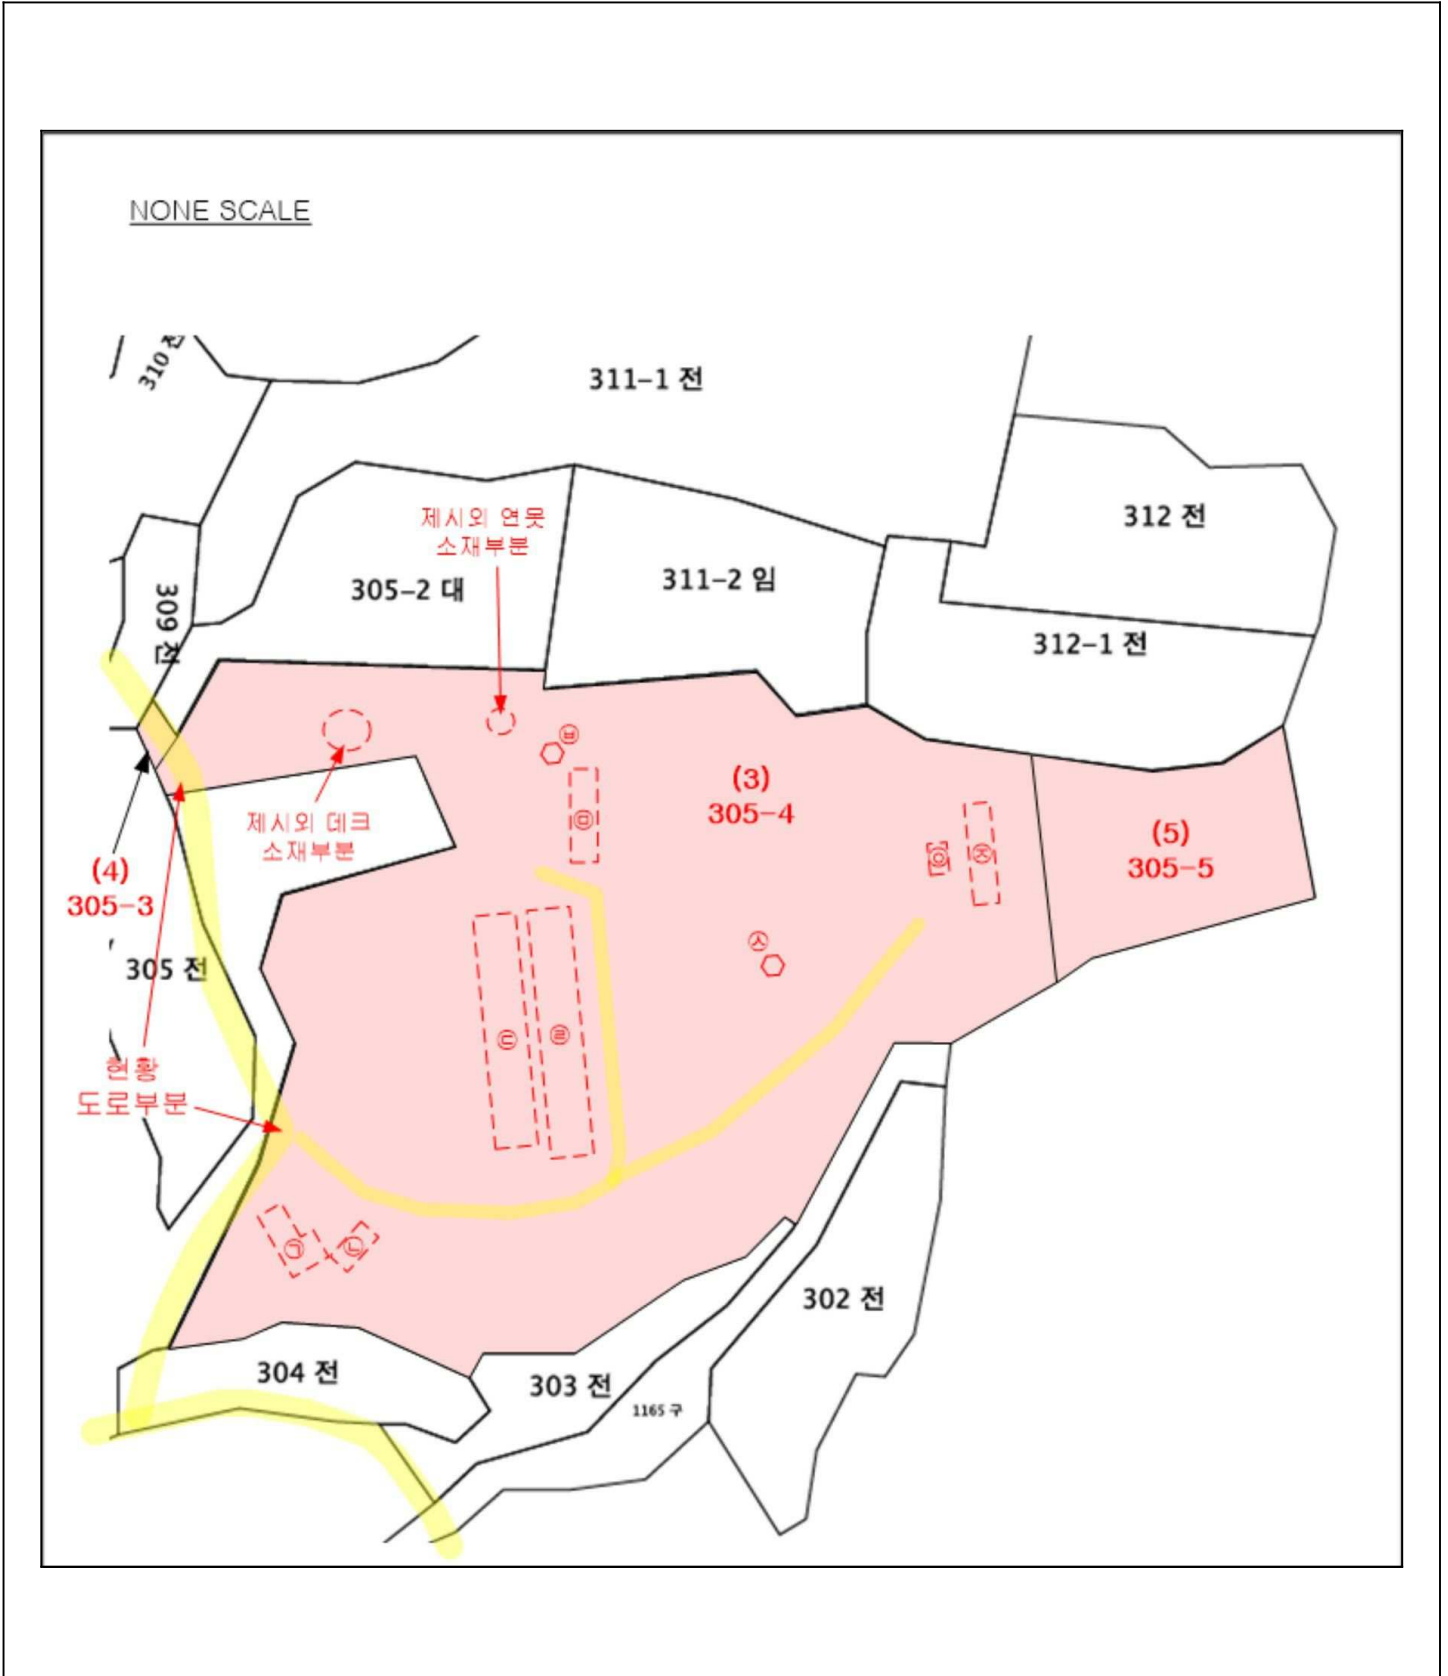 NONE SCALE
310 전
311-1 전
312 전
제시외 연못
소재부분
305-2 대
311-2 임
309 전
312-1 전
ㅂ
(3)
305-4
ㅁ
제시외 데크
소재부분
(5)
305-5
ㅇ
ㅈ
(4)
305-3
ㅅ
305 전
ㄷ
ㄹ
현황
도로부분
ㄱ
ㄴ
302 전
304 전
303 전
1165 구